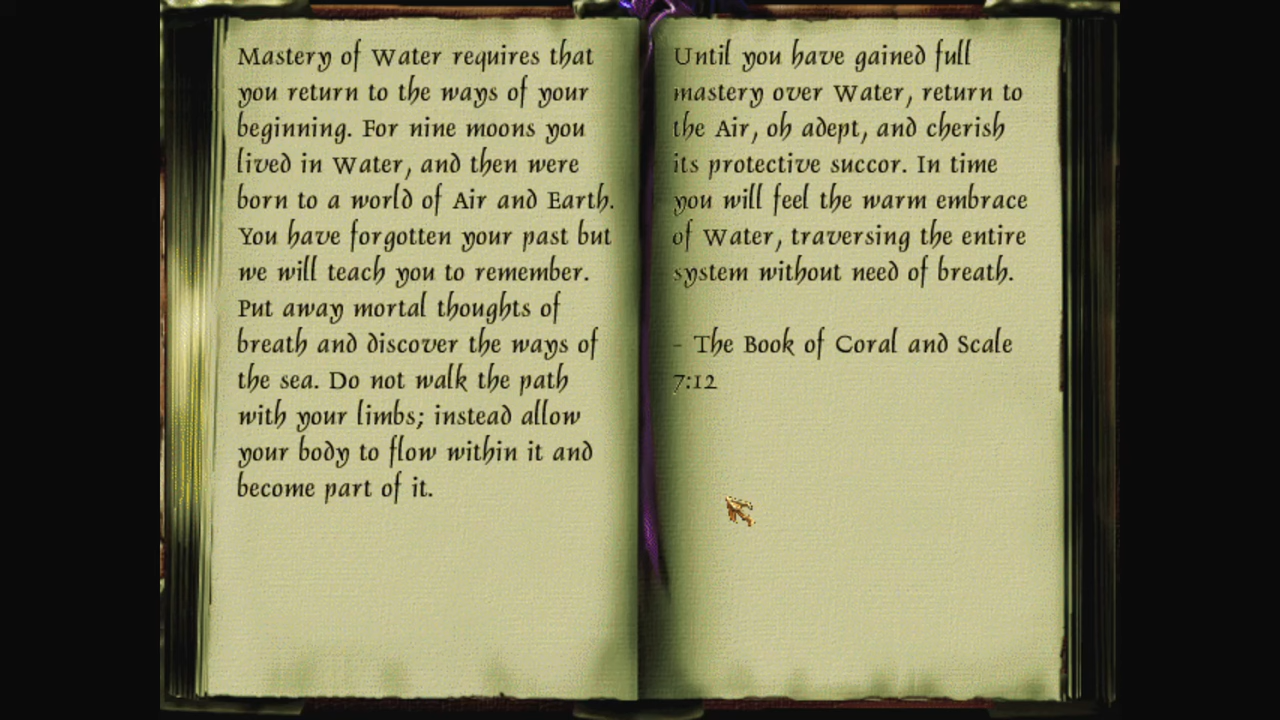 Mastery of Water requires that
you return to the ways of your
beginning. For nine moons you
lived in Water, and then were
born to a world of Air and Earth.
You have forgotten your past but
we will teach you to remember.
Put away mortal thoughts of
breath and discover the ways of
the sea. Do not walk the path
with your limbs; instead allow
your body to flow within it and
become part of it.
Until you have gained full
mastery over Water, return to
the Air, oh adept, and cherish
its protective succor. In time
you will feel the warm embrace
of Water, traversing the entire
system without need of breath.
- The Book of Coral and Scale
7:12